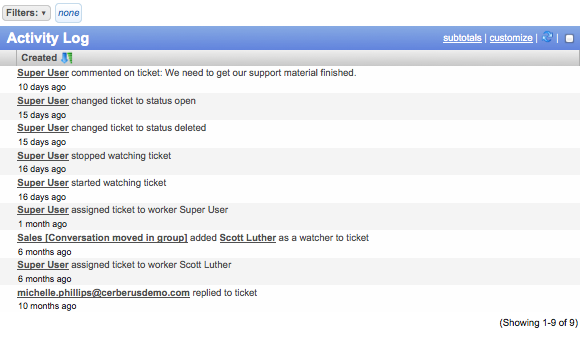 Filters: ▾ none
Activity Log subtotals | customize | |
Created
Super User commented on ticket: We need to get our support material finished.
10 days ago
Super User changed ticket to status open
15 days ago
Super User changed ticket to status deleted
15 days ago
Super User stopped watching ticket
16 days ago
Super User started watching ticket
16 days ago
Super User assigned ticket to worker Super User
1 month ago
Sales [Conversation moved in group] added Scott Luther as a watcher to ticket
6 months ago
Super User assigned ticket to worker Scott Luther
6 months ago
michelle.phillips@cerberusdemo.com replied to ticket
10 months ago
(Showing 1-9 of 9)